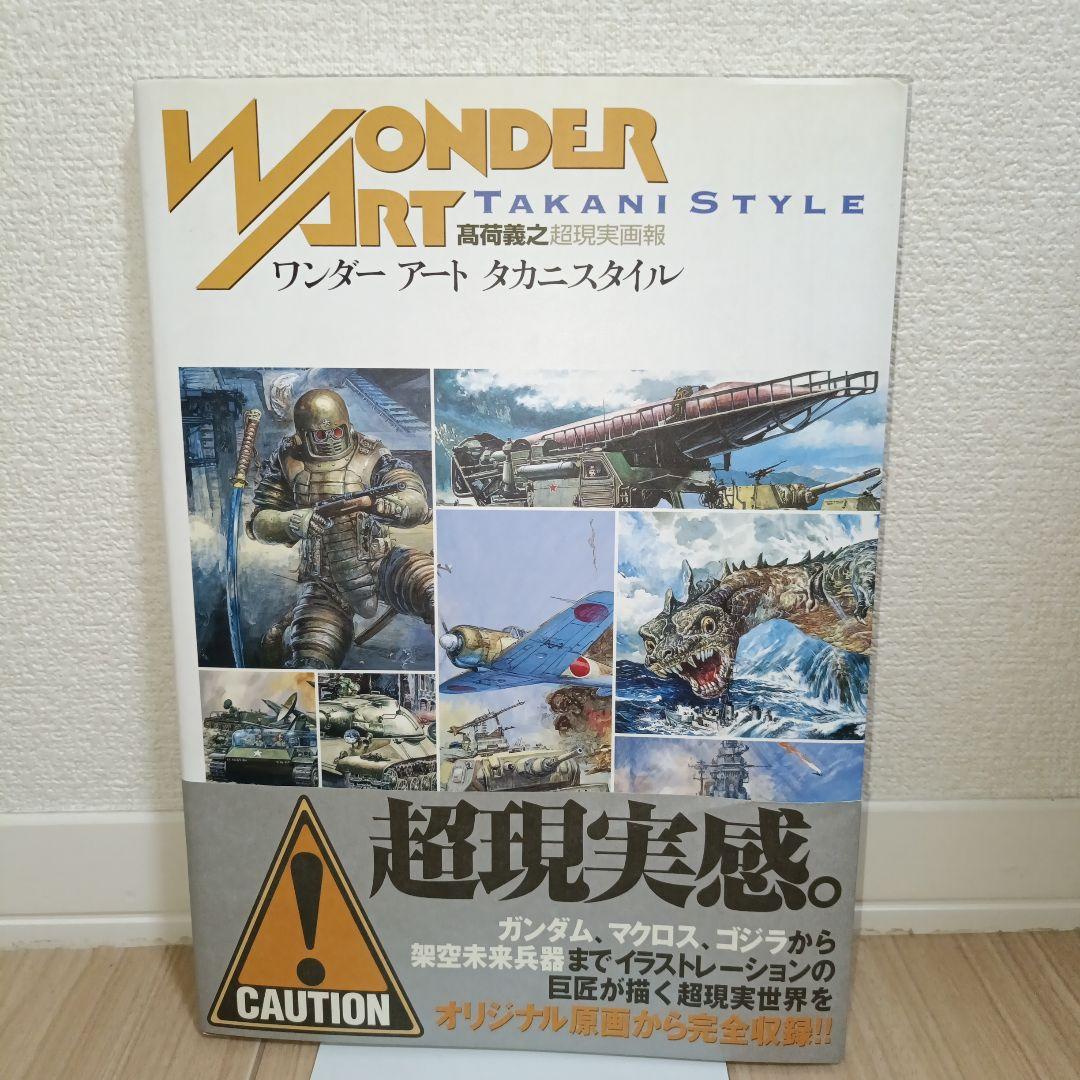 WONDER
ART TAKANI STYLE
髙荷義之超現実画報
ワンダー アート タカニスタイル
超現実感。
ガンダム、マクロス、ゴジラから
架空未来兵器までイラストレーションの
巨匠が描く超現実世界を
オリジナル原画から完全収録!!
CAUTION